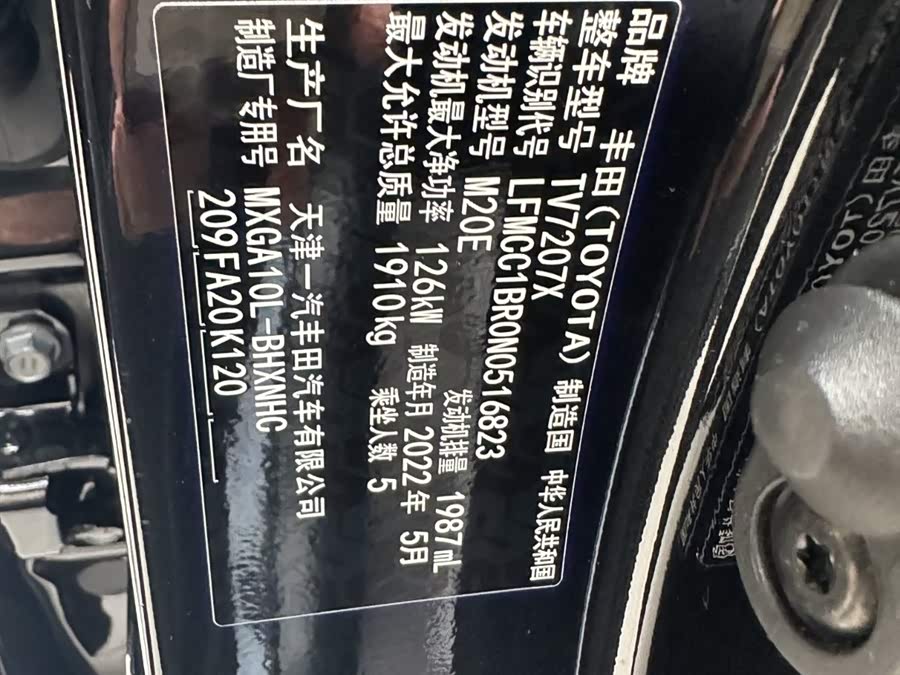 品牌 丰田(TOYOTA) 制造国 中华人民共和国
整车型号 TV7207X
车辆识别代号 LFMCC1BR0N0516823
发动机型号 M20E 发动机排量 1987mL
发动机最大净功率 126kW 制造年月 2022年 5月
最大允许总质量 1910kg 乘坐人数 5
生产厂名 天津一汽丰田汽车有限公司
制造厂专用号 MXGA10L-BHXNHC
209FA20K120